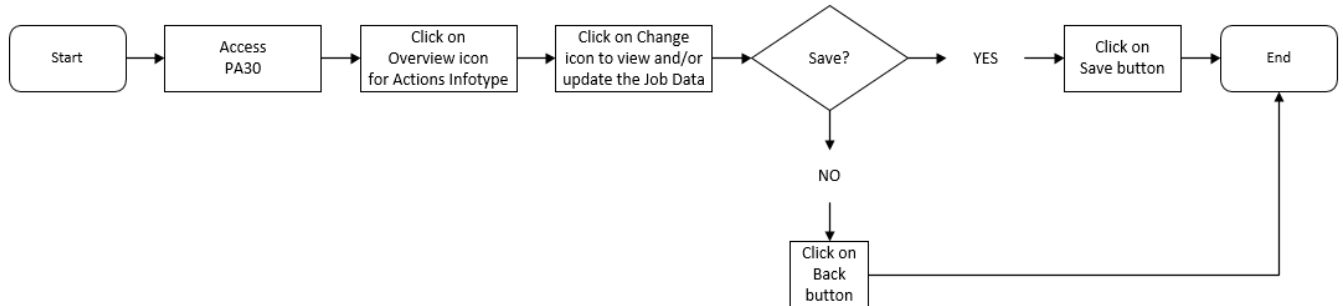 Start
Access
PA30
Click on
Overview icon
for Actions Infotype
Click on Change
icon to view and/or
update the Job Data
Save?
YES
Click on
Save button
End
NO
Click on
Back
button